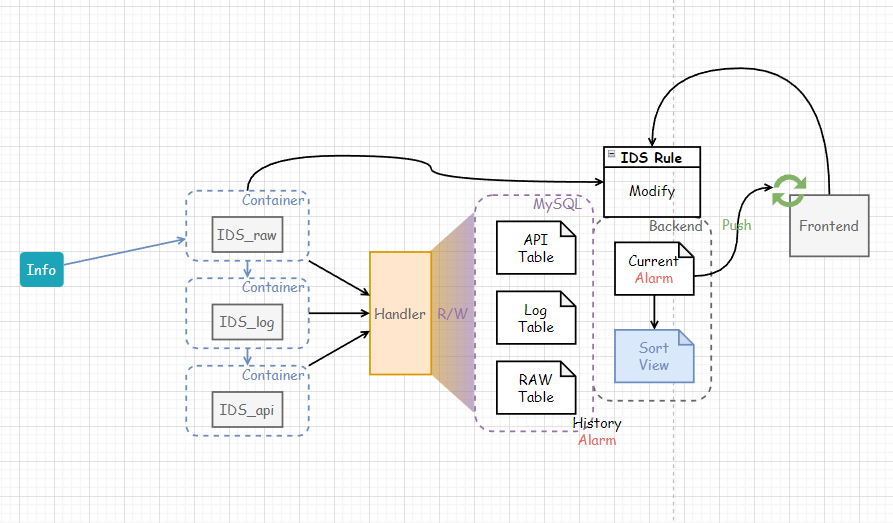 IDS Rule
Modify
Container
IDS_raw
MySQL
API
Table
Backend
Push
Frontend
Info
Current
Alarm
Container
IDS_log
Handler
R/W
Log
Table
Sort
View
Container
IDS_api
RAW
Table
History
Alarm